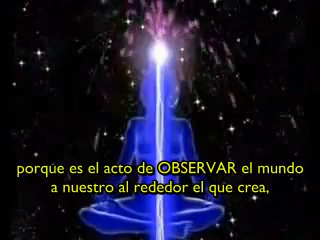 porque es el acto de OBSERVAR el mundo
a nuestro al rededor el que crea,